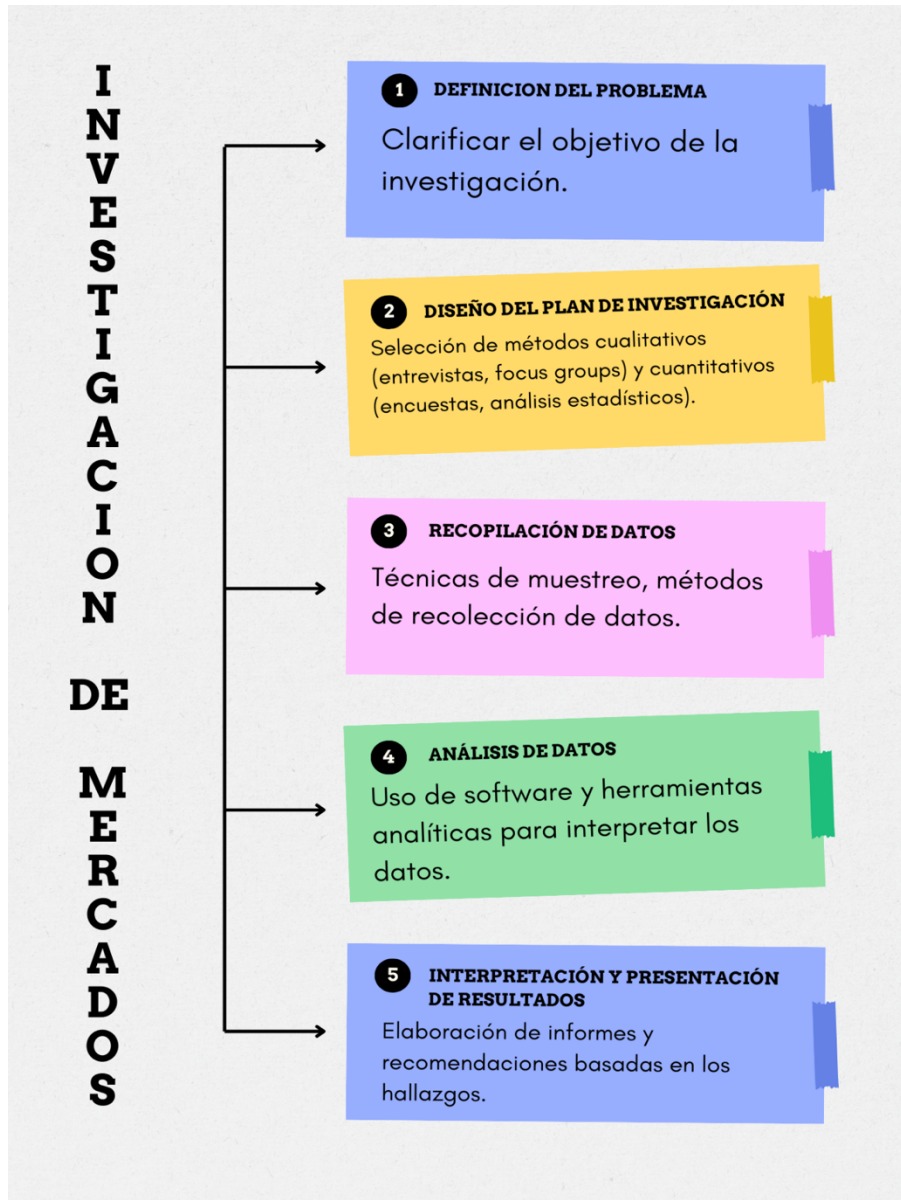 INVESTIGACION
DE
MERCADOS
1 DEFINICION DEL PROBLEMA
Clarificar el objetivo de la
investigación.
2 DISEÑO DEL PLAN DE INVESTIGACIÓN
Selección de métodos cualitativos
(entrevistas, focus groups) y cuantitativos
(encuestas, análisis estadísticos).
3 RECOPILACIÓN DE DATOS
Técnicas de muestreo, métodos
de recolección de datos.
4 ANÁLISIS DE DATOS
Uso de software y herramientas
analíticas para interpretar los
datos.
5 INTERPRETACIÓN Y PRESENTACIÓN
DE RESULTADOS
Elaboración de informes y
recomendaciones basadas en los
hallazgos.